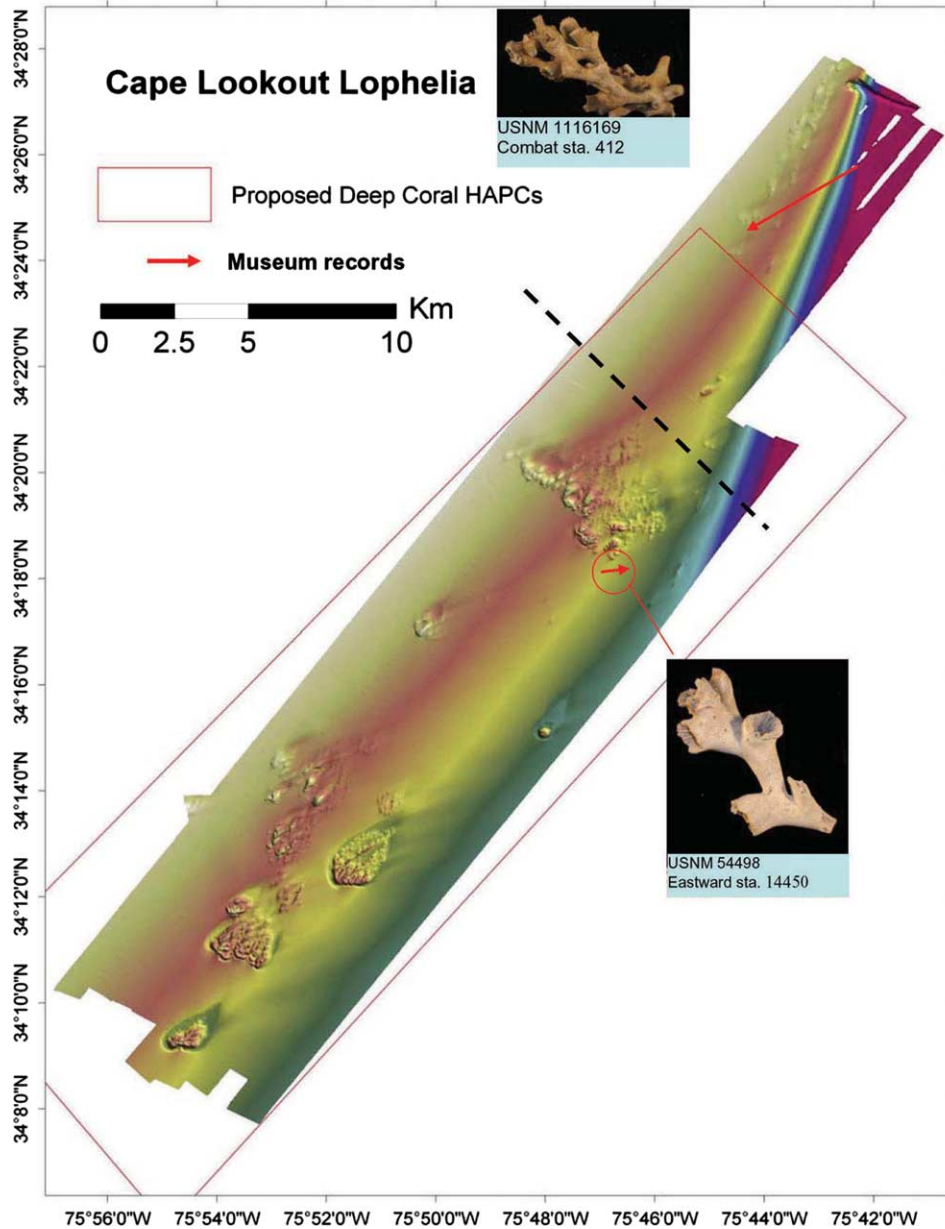 USNM 1116169
Combat sta. 412
Cape Lookout Lophelia
Proposed Deep Coral HAPCs
Museum records
Km
0 2.5 5 10
USNM 54498
Eastward sta. 14450
34°28'0"N
34°26'0"N
34°24'0"N
34°22'0"N
34°20'0"N
34°18'0"N
34°16'0"N
34°14'0"N
34°12'0"N
34°10'0"N
34°8'0"N
75°56'0"W 75°54'0"W 75°52'0"W 75°50'0"W 75°48'0"W 75°46'0"W 75°44'0"W 75°42'0"W